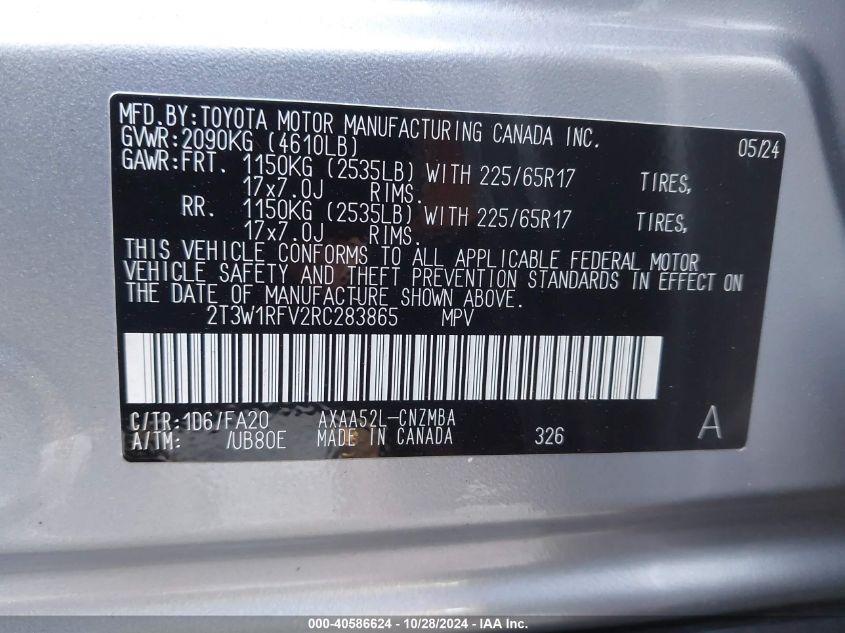 MFD.BY:TOYOTA MOTOR MANUFACTURING CANADA INC.
GVWR:2090KG (4610LB) 05/24
GAWR:FRT. 1150KG (2535LB) WITH 225/65R17 TIRES,
17x7.0J RIMS.
RR. 1150KG (2535LB) WITH 225/65R17 TIRES,
17x7.0J RIMS.
THIS VEHICLE CONFORMS TO ALL APPLICABLE FEDERAL MOTOR
VEHICLE SAFETY AND THEFT PREVENTION STANDARDS IN EFFECT ON
THE DATE OF MANUFACTURE SHOWN ABOVE.
2T3W1RFV2RC283865 MPV
C/TR:1D6/FA20 AXAA52L-CNZMBA
A/TM: /UB80E MADE IN CANADA 326 A
000-40586624 | 10/28/2024 - IAA Inc.